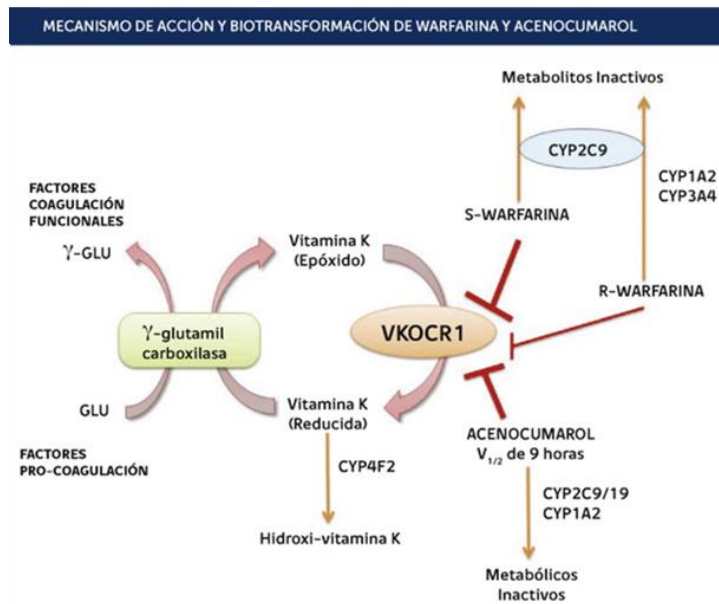 MECANISMO DE ACCIÓN Y BIOTRANSFORMACIÓN DE WARFARINA Y ACENOCUMAROL
Metabolitos Inactivos
CYP2C9
CYP1A2
CYP3A4
S-WARFARINA
R-WARFARINA
FACTORES
COAGULACIÓN
FUNCIONALES
γ-GLU
Vitamina K
(Epóxido)
γ-glutamil
carboxilasa
VKOCR1
GLU
Vitamina K
(Reducida)
FACTORES
PRO-COAGULACIÓN
CYP4F2
Hidroxi-vitamina K
ACENOCUMAROL
V1/2 de 9 horas
CYP2C9/19
CYP1A2
Metabólicos
Inactivos